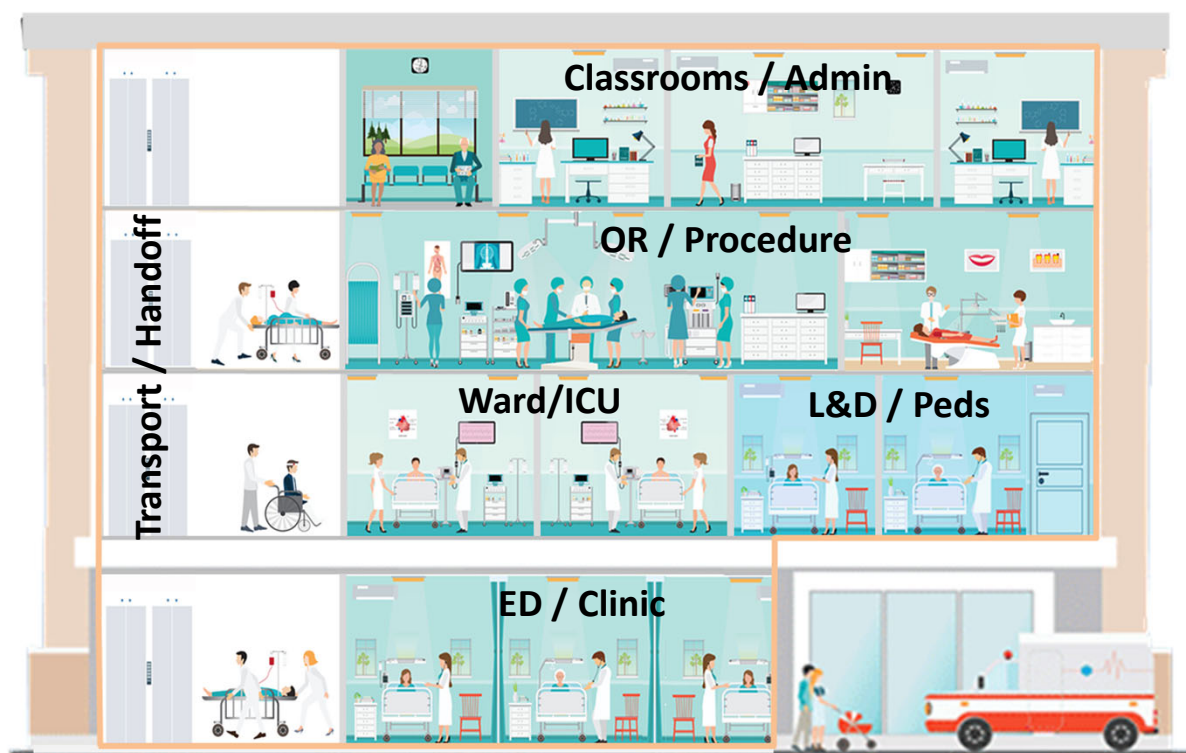 Classrooms / Admin
Transport / Handoff
OR / Procedure
Ward/ICU
L&D / Peds
ED / Clinic